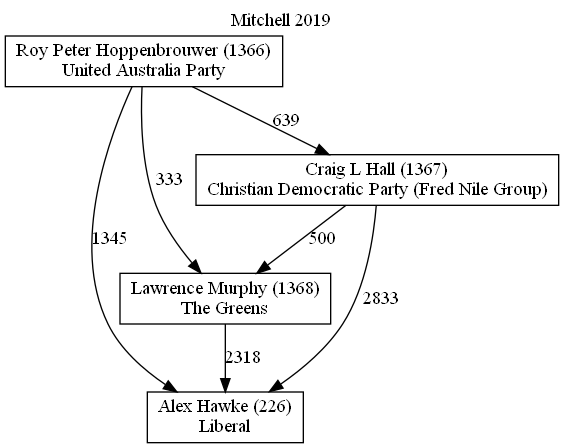 Mitchell 2019
Roy Peter Hoppenbrouwer (1366)
United Australia Party
639
Craig L Hall (1367)
Christian Democratic Party (Fred Nile Group)
333
1345
500
Lawrence Murphy (1368)
The Greens
2833
2318
Alex Hawke (226)
Liberal